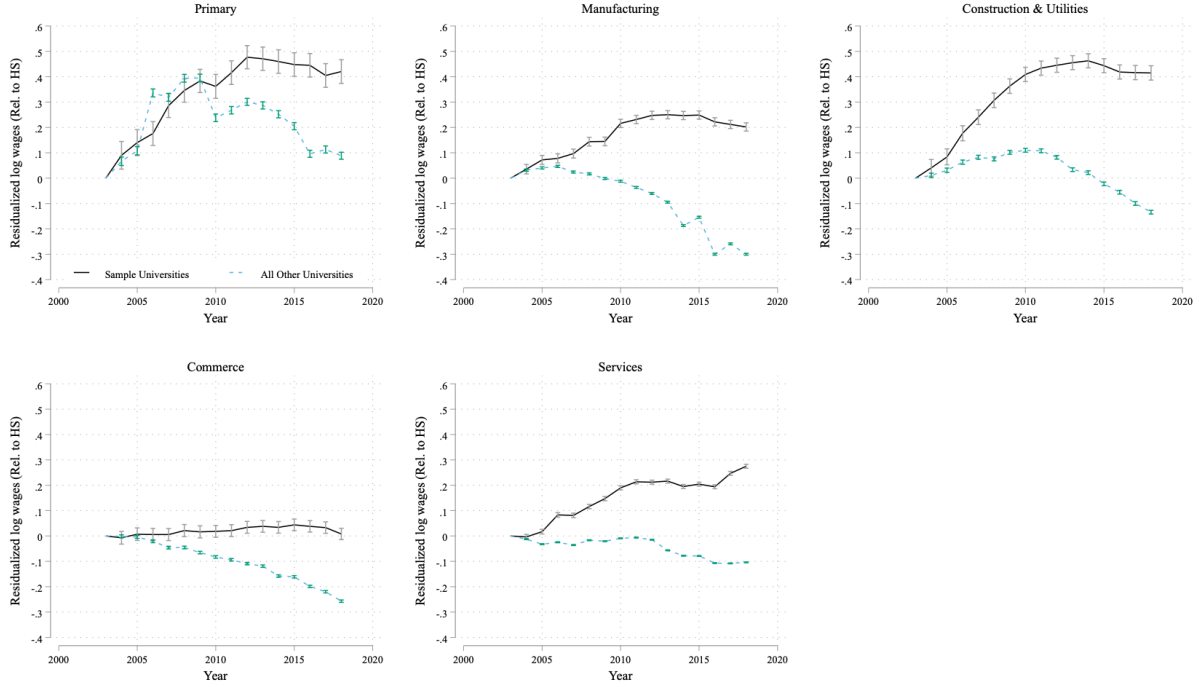 Primary
Residualized log wages (Rel. to HS)
.6
.5
.4
.3
.2
.1
0
-.1
-.2
-.3
-.4
Sample Universities
All Other Universities
2000 2005 2010 2015 2020
Year
Manufacturing
Residualized log wages (Rel. to HS)
.6
.5
.4
.3
.2
.1
0
-.1
-.2
-.3
-.4
2000 2005 2010 2015 2020
Year
Construction & Utilities
Residualized log wages (Rel. to HS)
.6
.5
.4
.3
.2
.1
0
-.1
-.2
-.3
-.4
2000 2005 2010 2015 2020
Year
Commerce
Residualized log wages (Rel. to HS)
.6
.5
.4
.3
.2
.1
0
-.1
-.2
-.3
-.4
2000 2005 2010 2015 2020
Year
Services
Residualized log wages (Rel. to HS)
.6
.5
.4
.3
.2
.1
0
-.1
-.2
-.3
-.4
2000 2005 2010 2015 2020
Year